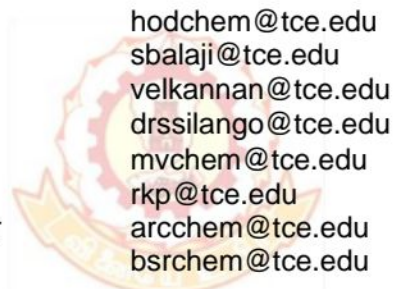 hodchem@tce.edu
sbalaji@tce.edu
velkannan@tce.edu
drssilango@tce.edu
mvchem@tce.edu
rkp@tce.edu
arcchem@tce.edu
bsrchem@tce.edu